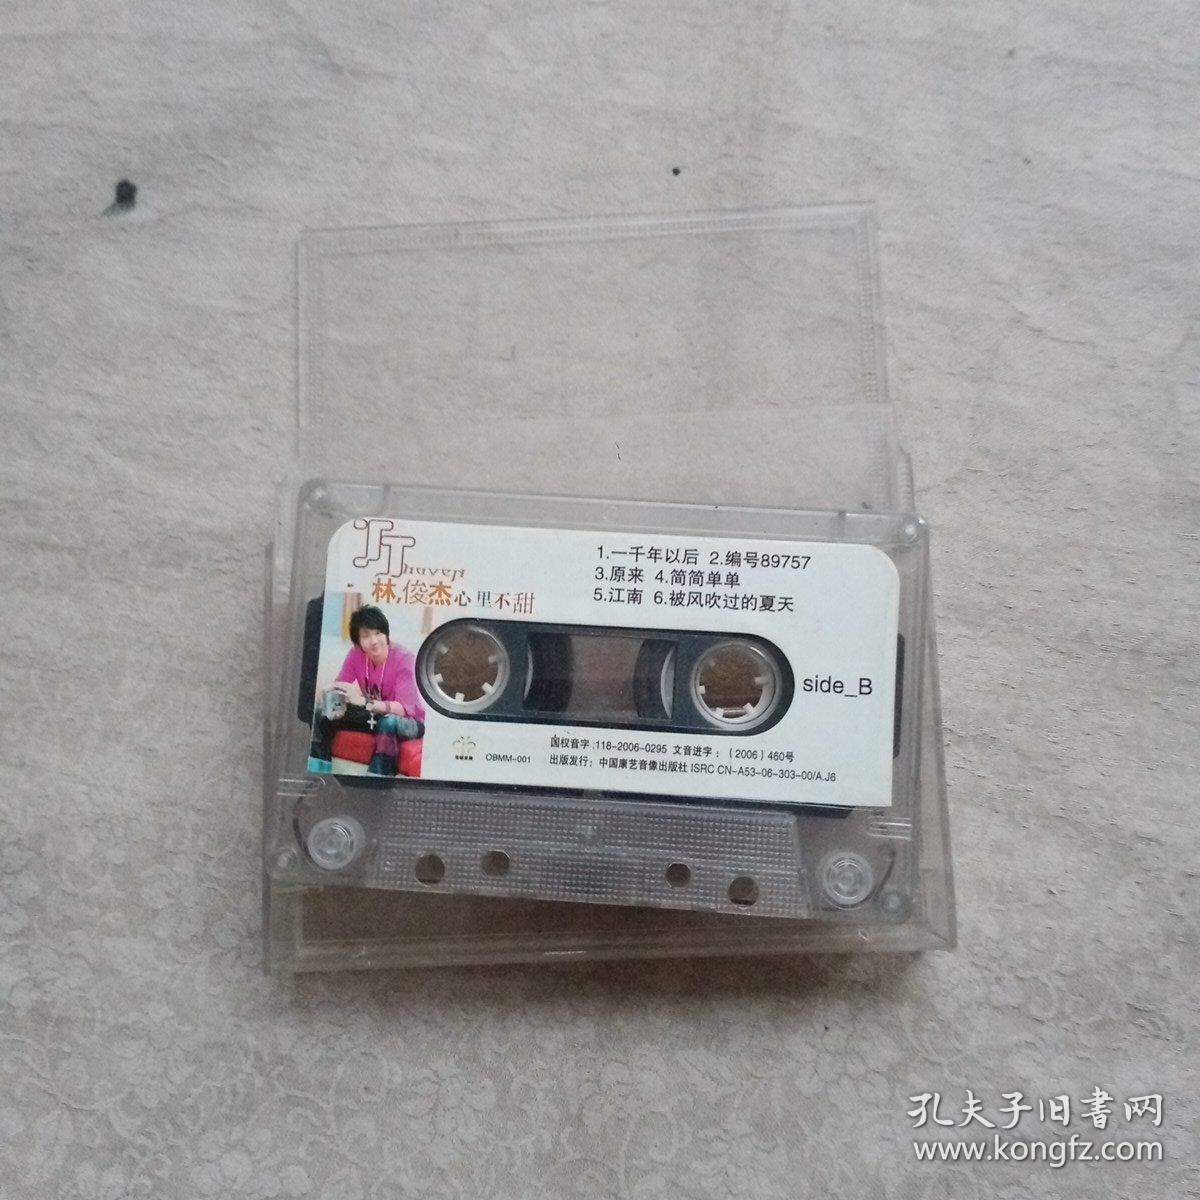 JJ
林,俊杰心里不甜
1.一千年以后 2.编号89757
3.原来 4.简简单单
5.江南 6.被风吹过的夏天
side_B
OBMM-001
国权音字:118-2006-0295 文音进字:(2006)460号
出版发行:中国康艺音像出版社 ISRC CN-A53-06-303-00/A.J6
孔夫子旧书网
www.kongfz.com